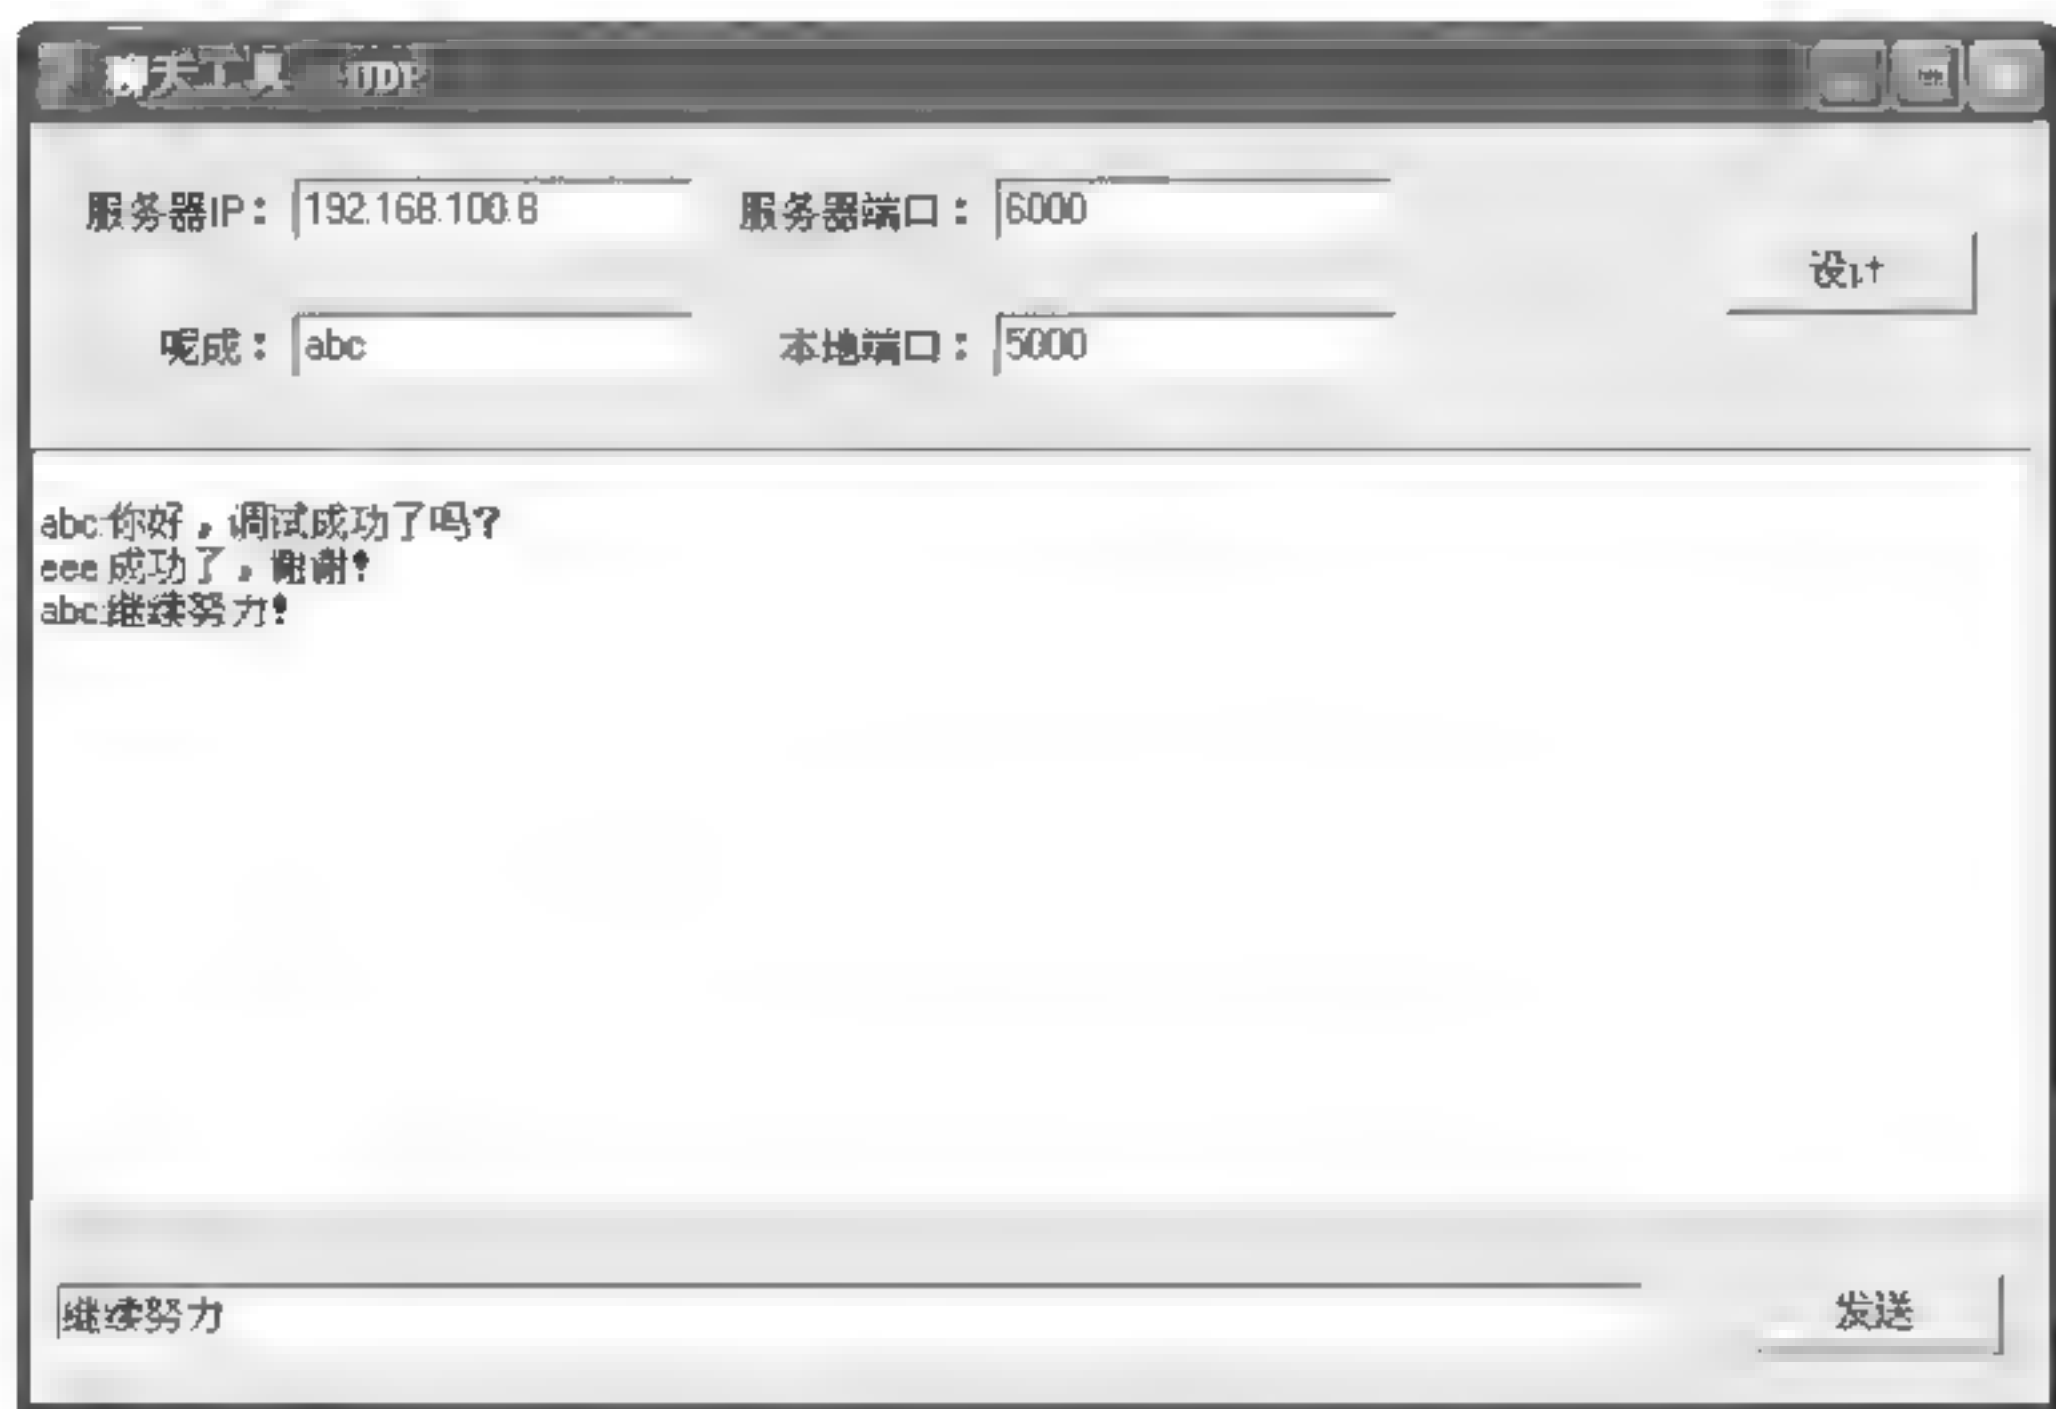 聊天工具 UDP
服务器IP： 192.168.100.8 服务器端口： 6000
设计
呢成： abc 本地端口： 5000
abc:你好，调试成功了吗？
eee:成功了，谢谢！
abc:继续努力！
继续努力
发送